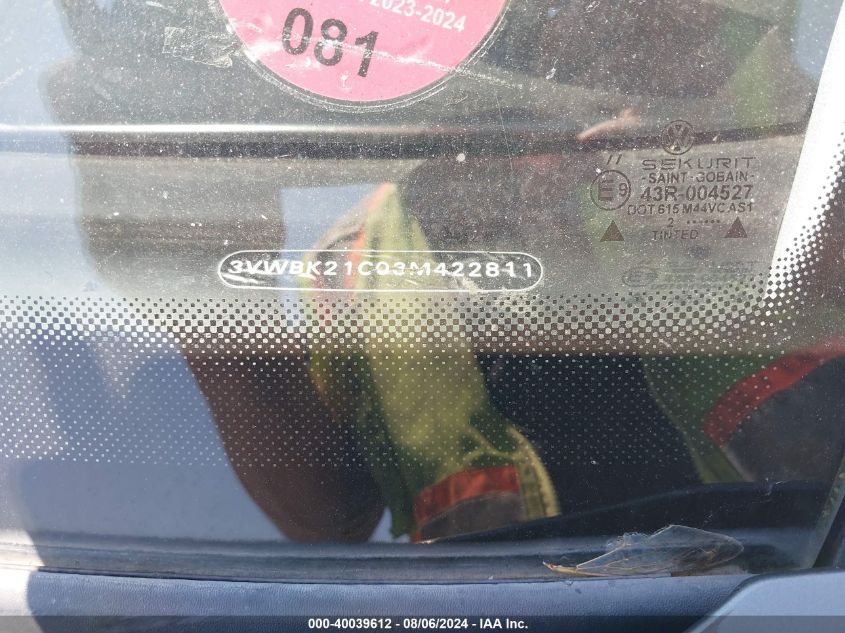 2023-2024
081
SEKURIT
-SAINT-GOBAIN-
E9
43R-004527
DOT 615 M44VC AS1
2 ......
TINTED
3VWBK21C03M422811
000-40039612 - 08/06/2024 - IAA Inc.